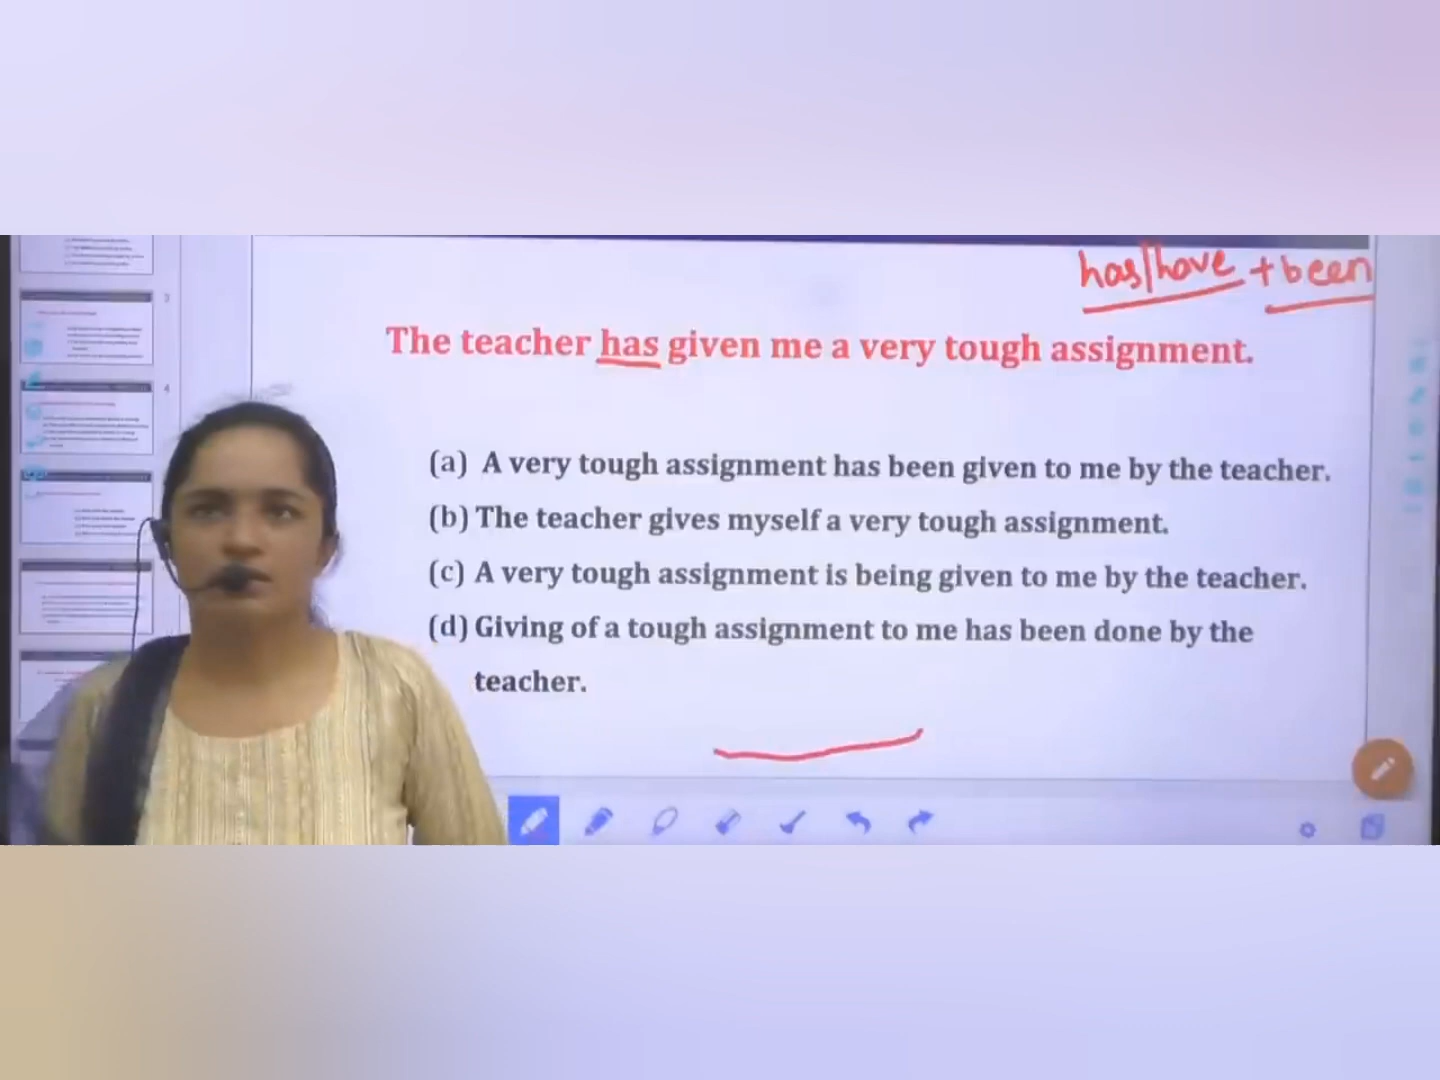 has/have + been
The teacher has given me a very tough assignment.
(a) A very tough assignment has been given to me by the teacher.
(b) The teacher gives myself a very tough assignment.
(c) A very tough assignment is being given to me by the teacher.
(d) Giving of a tough assignment to me has been done by the
teacher.
3
4